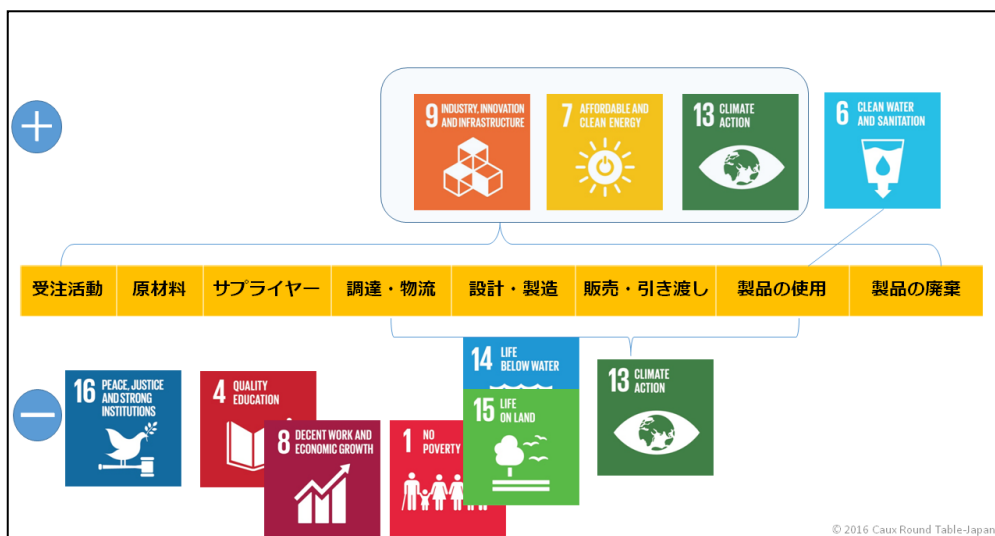 9 INDUSTRY, INNOVATION
AND INFRASTRUCTURE
7 AFFORDABLE AND
CLEAN ENERGY
13 CLIMATE
ACTION
6 CLEAN WATER
AND SANITATION
受注活動
原材料
サプライヤー
調達・物流
設計・製造
販売・引き渡し
製品の使用
製品の廃棄
16 PEACE, JUSTICE
AND STRONG
INSTITUTIONS
4 QUALITY
EDUCATION
8 DECENT WORK AND
ECONOMIC GROWTH
1 NO
POVERTY
14 LIFE
BELOW WATER
15 LIFE
ON LAND
13 CLIMATE
ACTION
© 2016 Caux Round Table-Japan